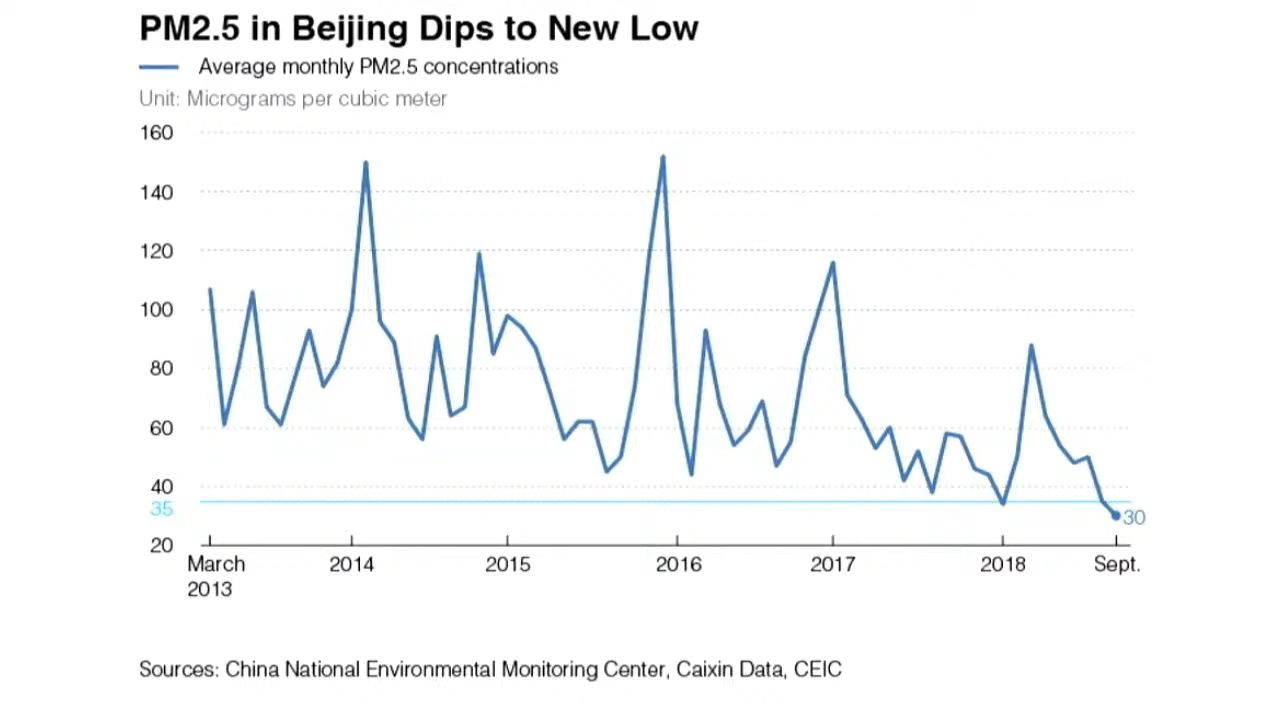 PM2.5 in Beijing Dips to New Low
Average monthly PM2.5 concentrations
Unit: Micrograms per cubic meter
160
140
120
100
80
60
40
35
20
30
March 2014 2015 2016 2017 2018 Sept.
2013
Sources: China National Environmental Monitoring Center, Caixin Data, CEIC